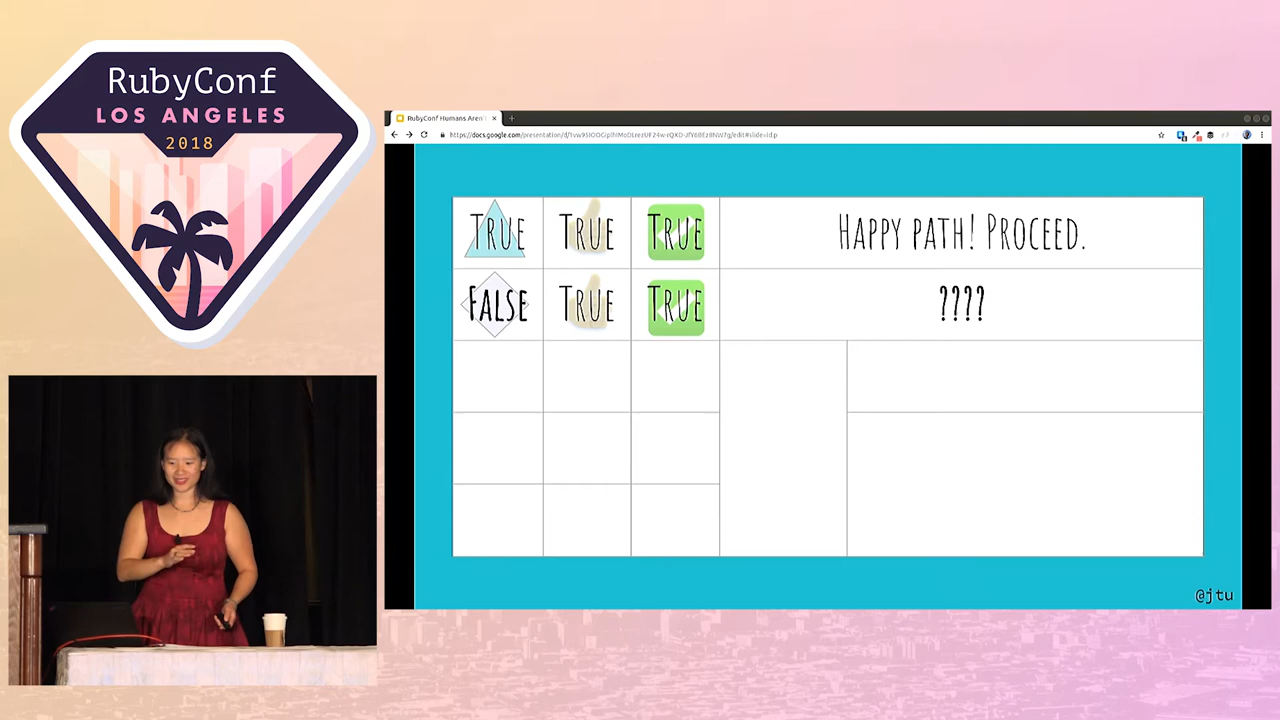 RubyConf
LOS ANGELES
2018
RubyConf Humans Aren'
TRUE TRUE TRUE HAPPY PATH! PROCEED.
FALSE TRUE TRUE ????
@jtu